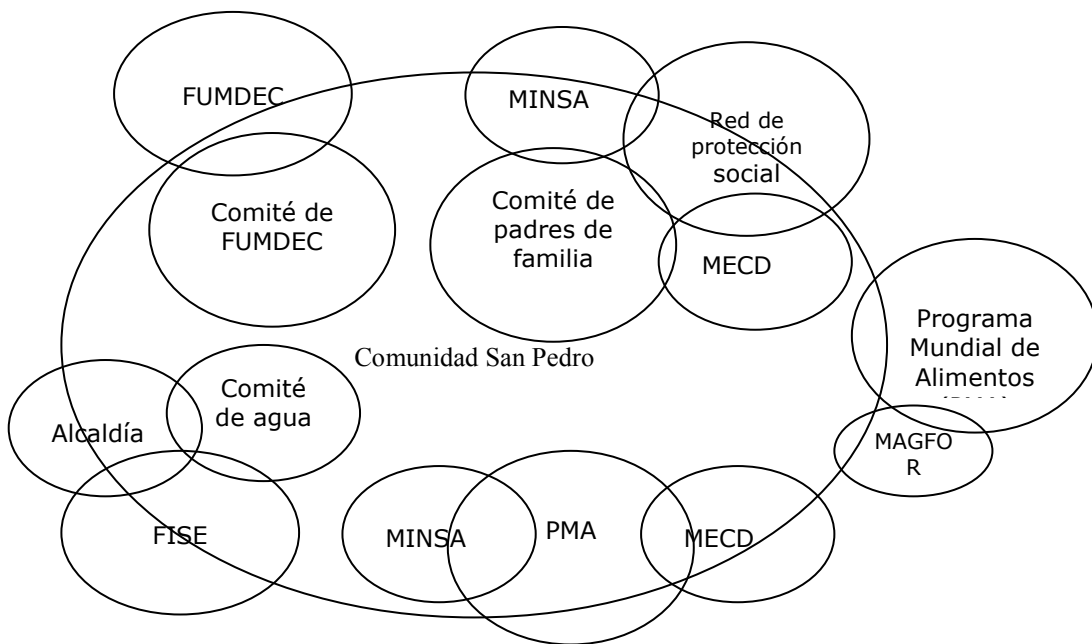 FUMDEC
MINSA
Red de
protección
social
Comité de
FUMDEC
Comité de
padres de
familia
MECD
Programa
Mundial de
Alimentos
Comunidad San Pedro
Comité
de agua
Alcaldía
MAGFO
R
FISE
MINSA
PMA
MECD